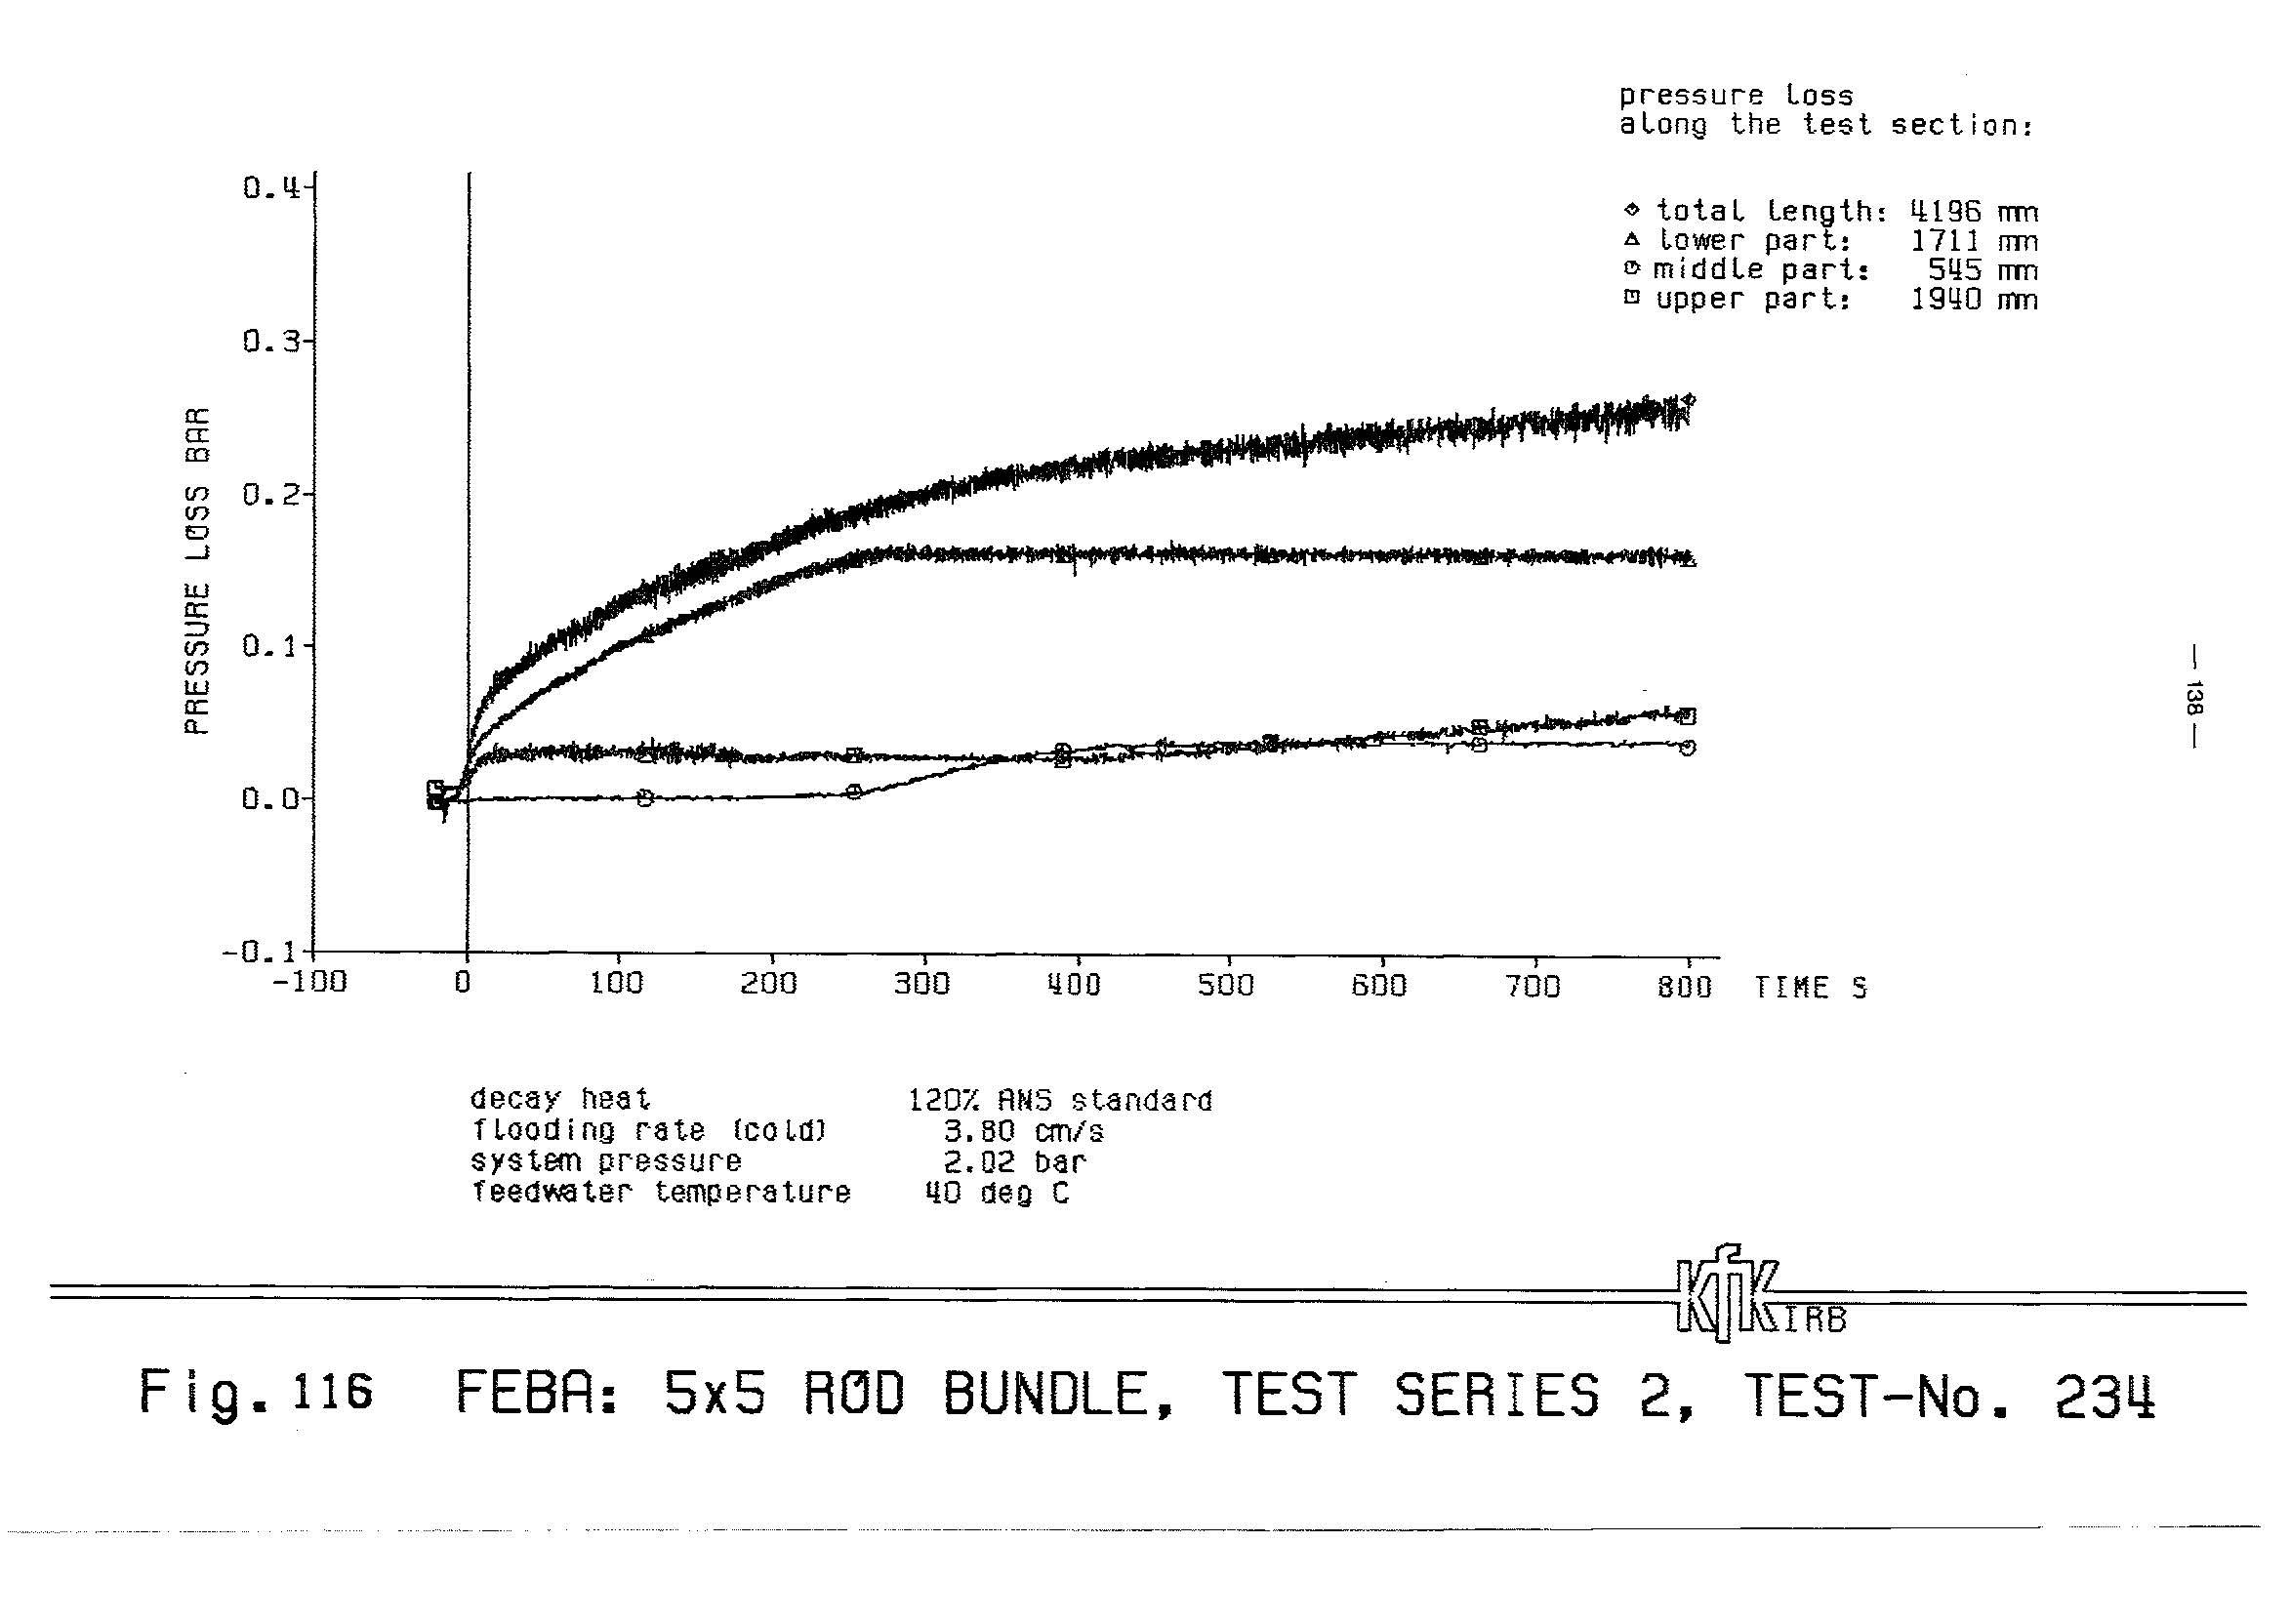 pressure loss
along the test section:
total length: 4196 mm
lower part: 1711 mm
middle part: 545 mm
upper part: 1940 mm
PRESSURE LOSS BAR
0.4
0.3
0.2
0.1
0.0
-0.1
-100 0 100 200 300 400 500 600 700 800 TIME S
decay heat 120% ANS standard
flooding rate (cold) 3.80 cm/s
system pressure 2.02 bar
feedwater temperature 40 deg C
KfK IRB
Fig. 116 FEBA: 5x5 RØD BUNDLE, TEST SERIES 2, TEST-No. 234
— 138 —